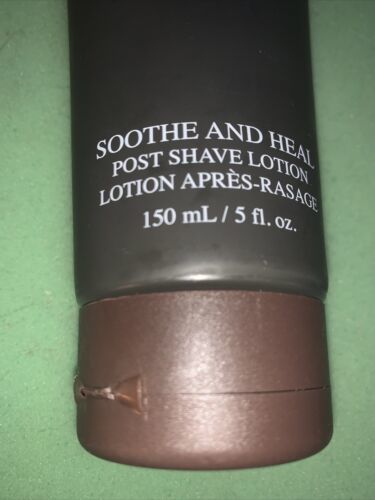 SOOTHE AND HEAL
POST SHAVE LOTION
LOTION APRÈS-RASAGE
150 mL / 5 fl. oz.